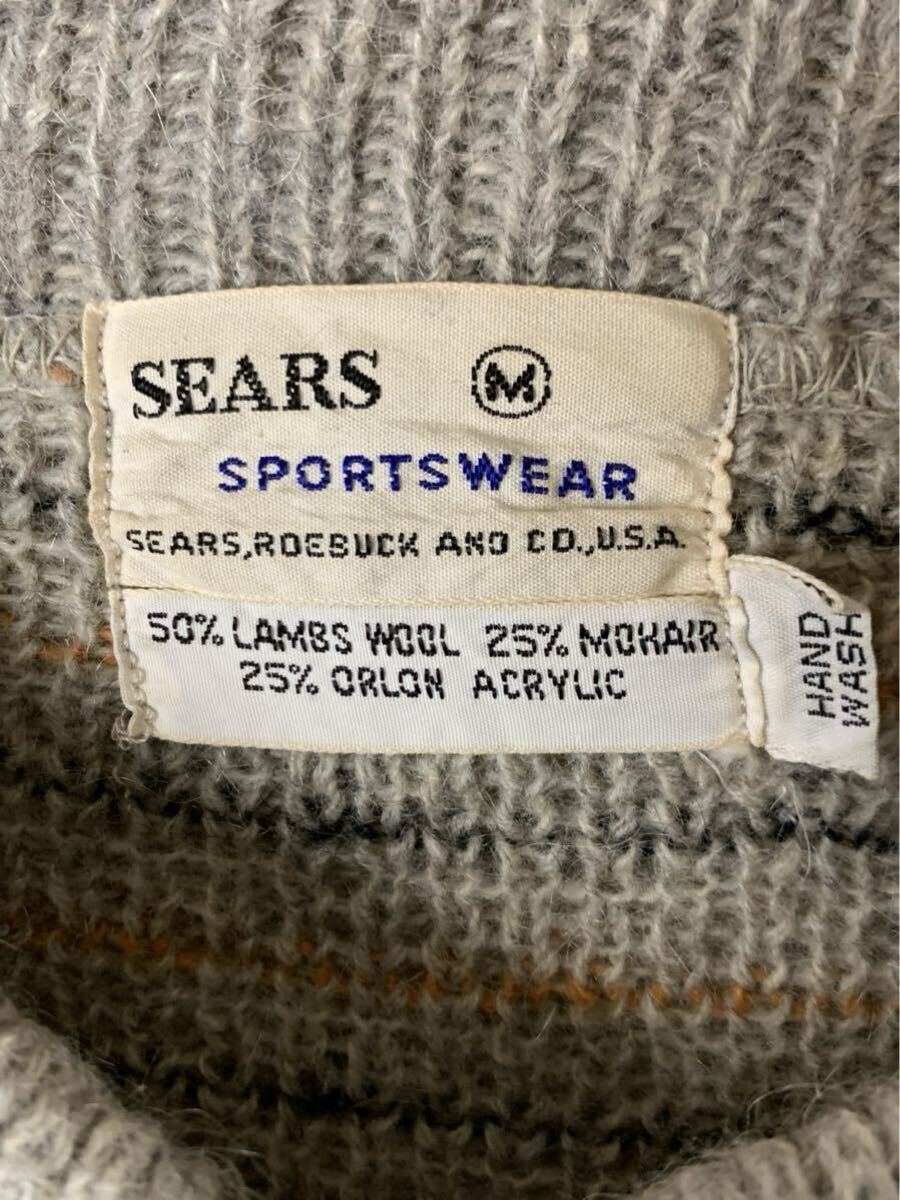 SEARS M
SPORTSWEAR
SEARS,ROEBUCK AND CO.,U.S.A.
50% LAMBS WOOL 25% MOHAIR
25% ORLON ACRYLIC
HAND
WASH